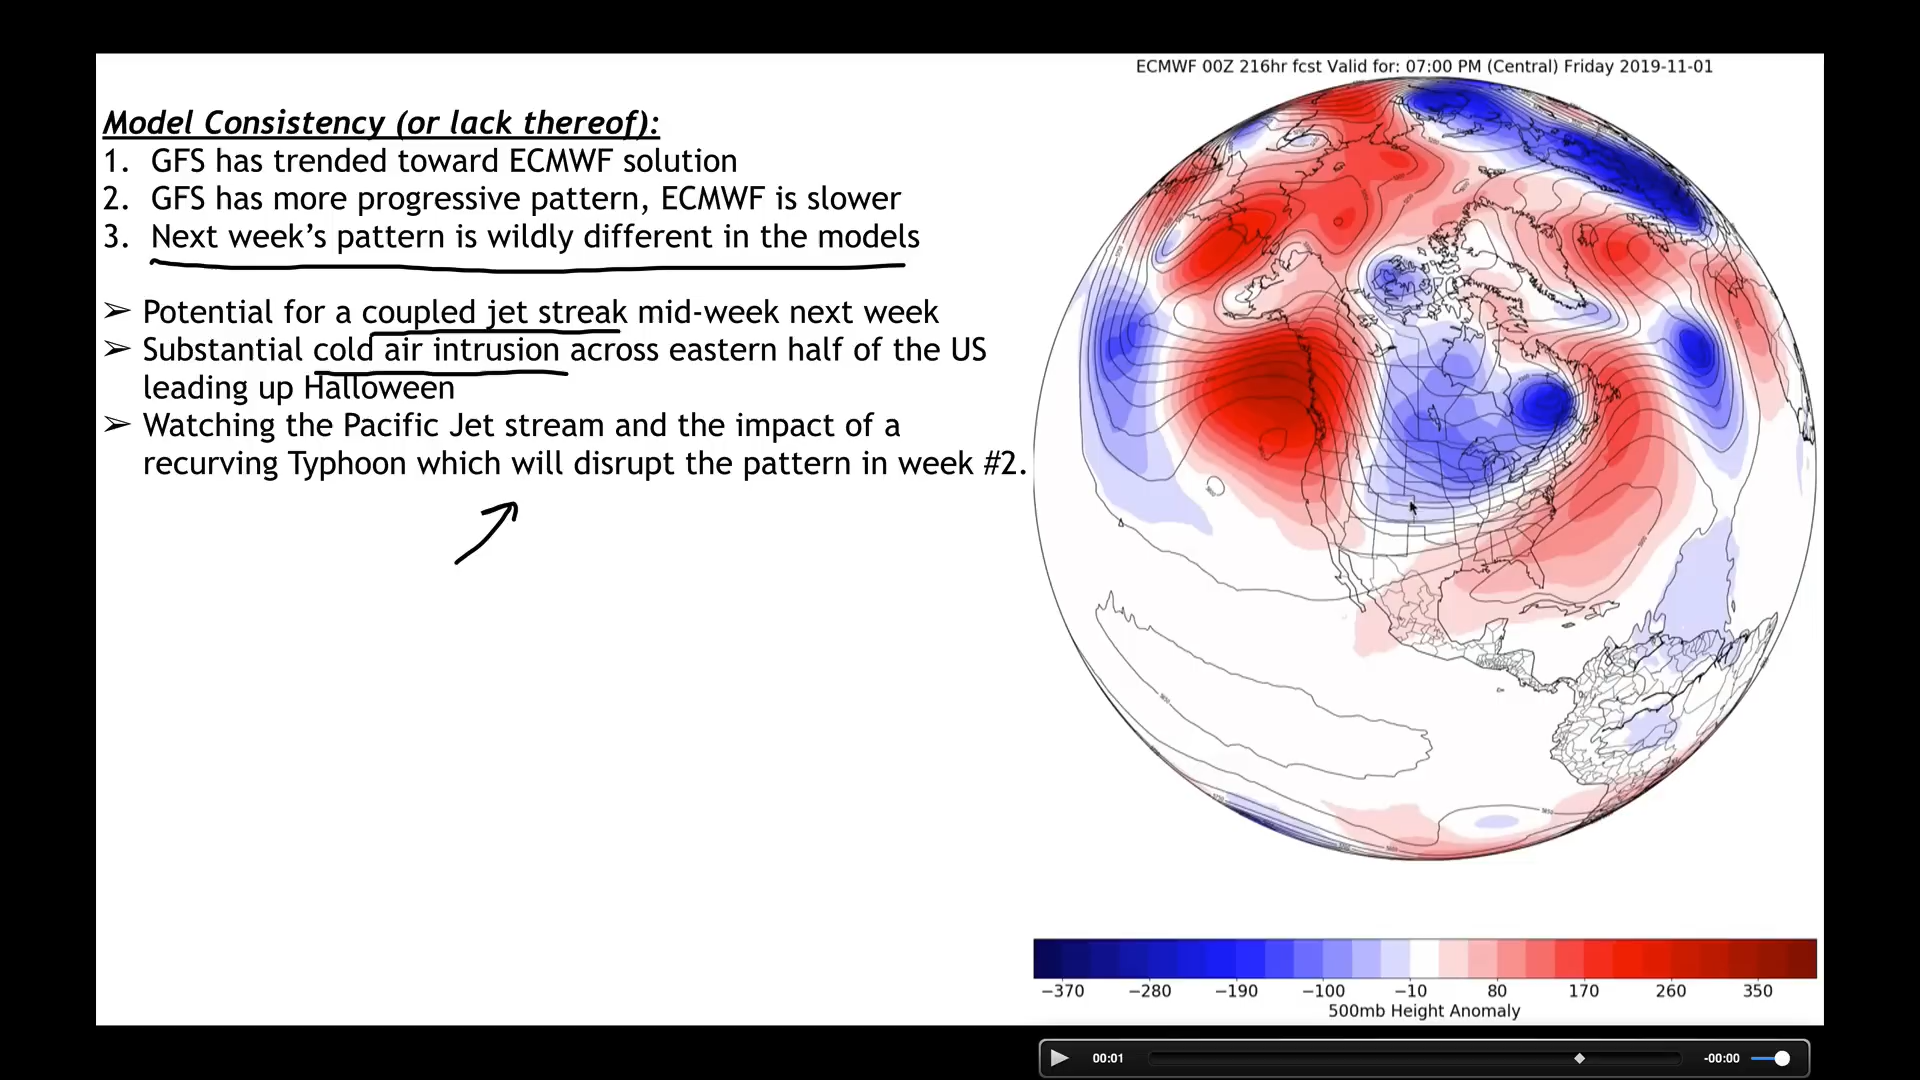 ECMWF 00Z 216hr fcst Valid for: 07:00 PM (Central) Friday 2019-11-01
Model Consistency (or lack thereof):
1. GFS has trended toward ECMWF solution
2. GFS has more progressive pattern, ECMWF is slower
3. Next week's pattern is wildly different in the models
➢ Potential for a coupled jet streak mid-week next week
➢ Substantial cold air intrusion across eastern half of the US
leading up Halloween
➢ Watching the Pacific Jet stream and the impact of a
recurving Typhoon which will disrupt the pattern in week #2.
−370 −280 −190 −100 −10 80 170 260 350
500mb Height Anomaly
00:01 -00:00